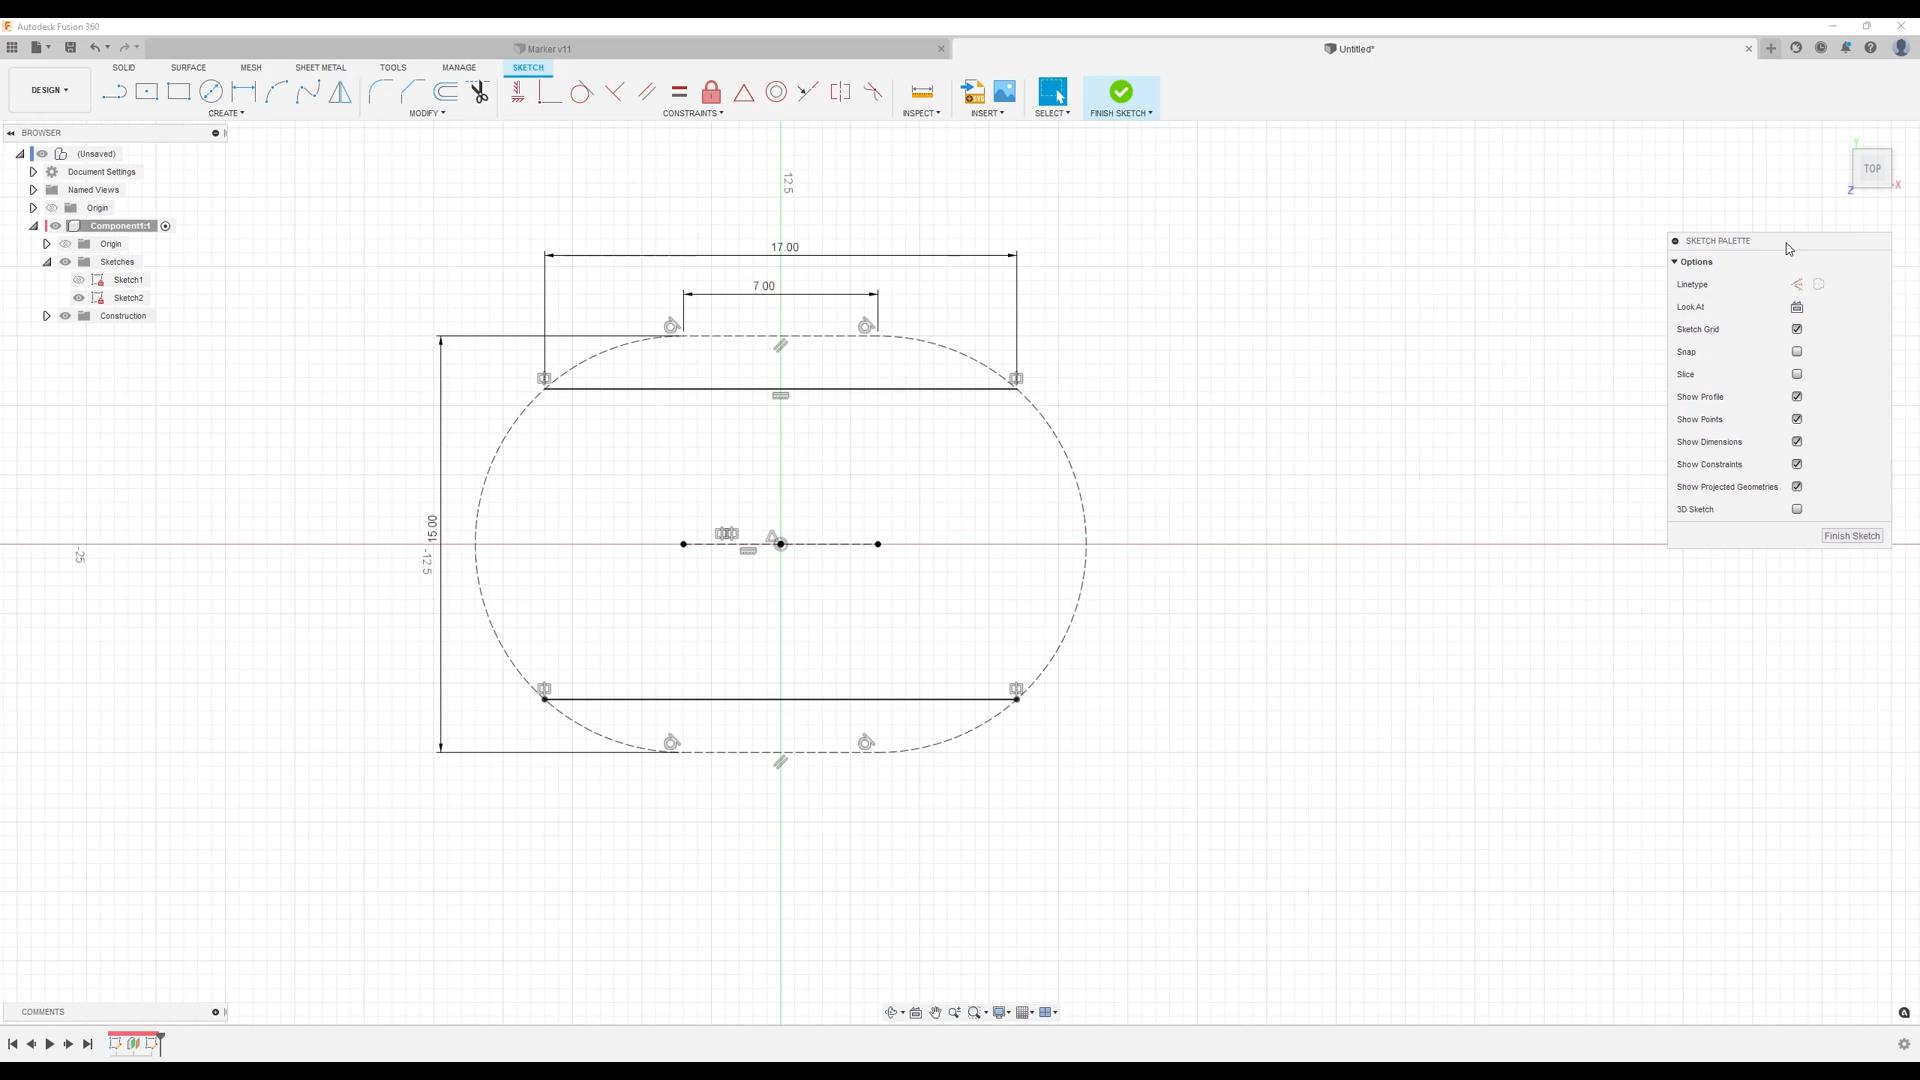 Autodesk Fusion 360
Marker v11
Untitled*
SOLID SURFACE MESH SHEET METAL TOOLS MANAGE SKETCH
DESIGN
CREATE MODIFY CONSTRAINTS INSPECT INSERT SELECT FINISH SKETCH
BROWSER
(Unsaved)
Document Settings
Named Views
Origin
Component1:1
Origin
Sketches
Sketch1
Sketch2
Construction
12.5
17.00
7.00
15.00
-12.5
-25
TOP
Y
X
Z
SKETCH PALETTE
Options
Linetype
Look At
Sketch Grid
Snap
Slice
Show Profile
Show Points
Show Dimensions
Show Constraints
Show Projected Geometries
3D Sketch
Finish Sketch
COMMENTS